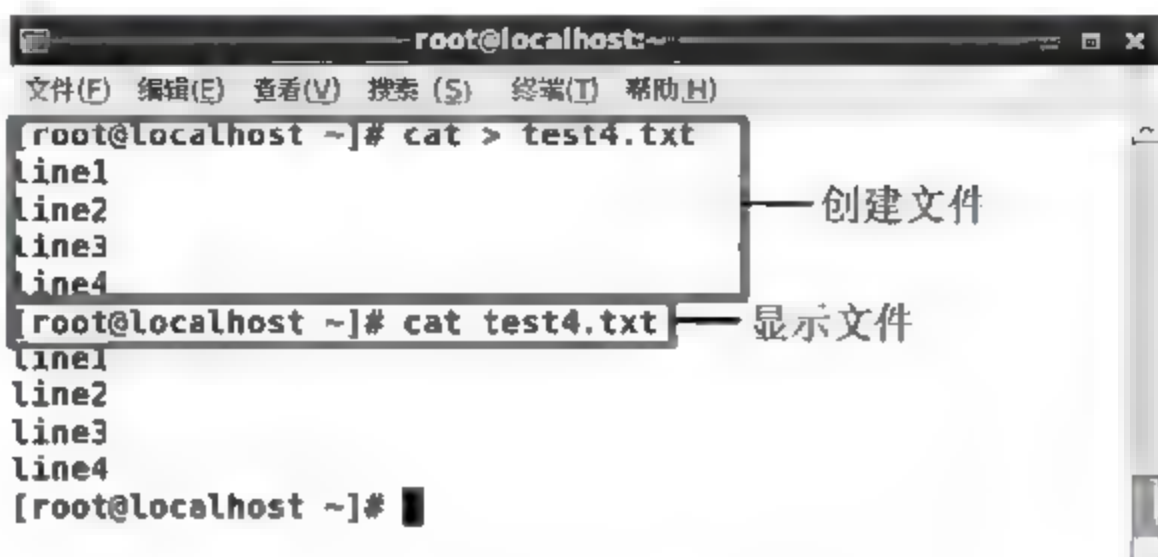 root@localhost:~
文件(F) 编辑(E) 查看(V) 搜索 (S) 终端(T) 帮助(H)
[root@localhost ~]# cat > test4.txt
line1
line2
line3
line4
创建文件
[root@localhost ~]# cat test4.txt
显示文件
line1
line2
line3
line4
[root@localhost ~]#